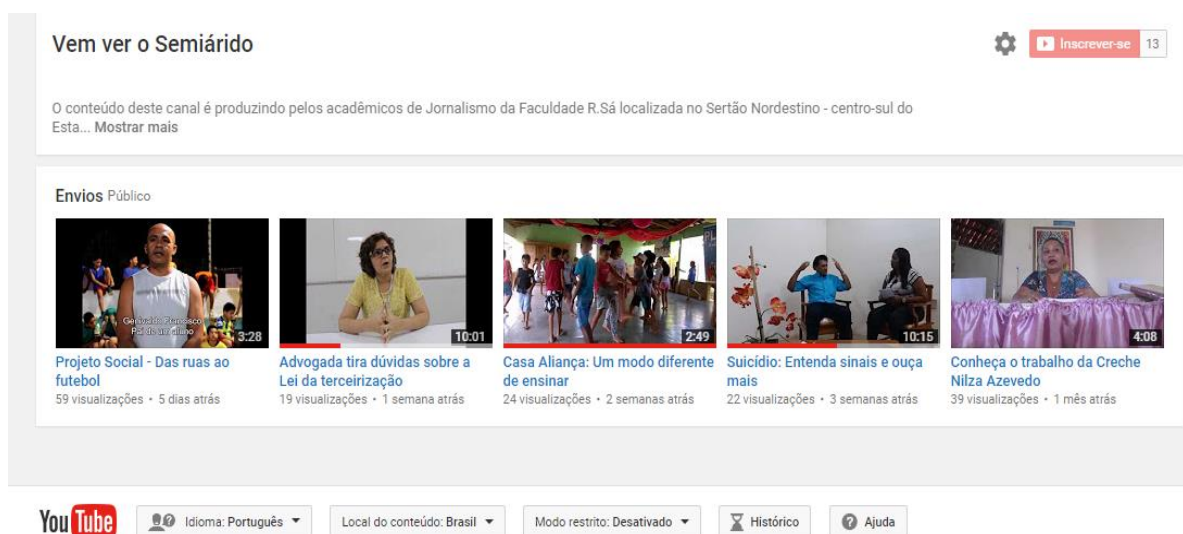 Vem ver o Semiárido
Inscrever-se 13
O conteúdo deste canal é produzindo pelos acadêmicos de Jornalismo da Faculdade R.Sá localizada no Sertão Nordestino - centro-sul do
Esta... Mostrar mais
Envios Público
3:28
10:01
2:49
10:15
4:08
Projeto Social - Das ruas ao
futebol
59 visualizações • 5 dias atrás
Advogada tira dúvidas sobre a
Lei da terceirização
19 visualizações • 1 semana atrás
Casa Aliança: Um modo diferente
de ensinar
24 visualizações • 2 semanas atrás
Suicídio: Entenda sinais e ouça
mais
22 visualizações • 3 semanas atrás
Conheça o trabalho da Creche
Nilza Azevedo
39 visualizações • 1 mês atrás
YouTube
Idioma: Português
Local do conteúdo: Brasil
Modo restrito: Desativado
Histórico
Ajuda